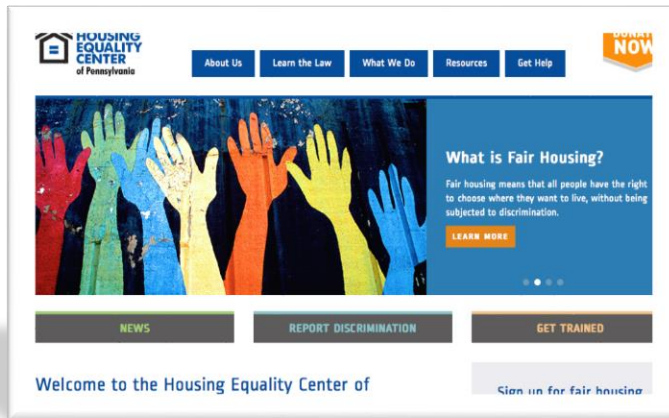 HOUSING
EQUALITY
CENTER
of Pennsylvania
About Us
Learn the Law
What We Do
Resources
Get Help
DONATE
NOW
What is Fair Housing?
Fair housing means that all people have the right
to choose where they want to live, without being
subjected to discrimination.
LEARN MORE
NEWS
REPORT DISCRIMINATION
GET TRAINED
Welcome to the Housing Equality Center of
Sign up for fair housing